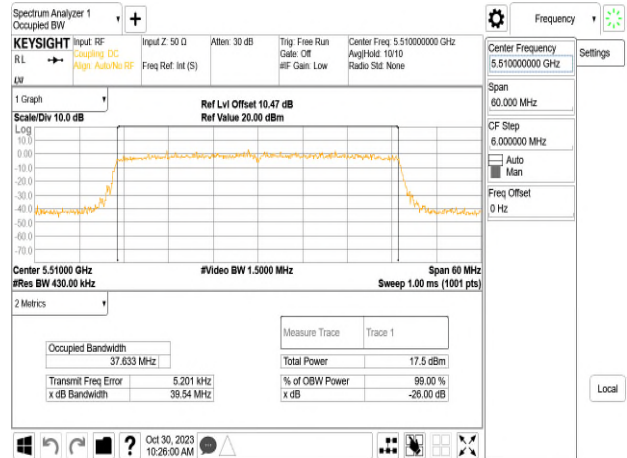 Spectrum Analyzer 1
Occupied BW
Frequency
KEYSIGHT
Input: RF
Coupling: DC
Align: Auto/No RF
Input Z: 50 Ω
Freq Ref: Int (S)
Atten: 30 dB
Trig: Free Run
Gate: Off
#IF Gain: Low
Center Freq: 5.510000000 GHz
Avg|Hold: 10/10
Radio Std: None
RL
LXI
Center Frequency
5.510000000 GHz
Settings
Span
60.000 MHz
CF Step
6.000000 MHz
Auto
Man
Freq Offset
0 Hz
1 Graph
Scale/Div 10.0 dB
Ref Lvl Offset 10.47 dB
Ref Value 20.00 dBm
Log
10.0
0.00
-10.0
-20.0
-30.0
-40.0
-50.0
-60.0
-70.0
Center 5.51000 GHz
#Res BW 430.00 kHz
#Video BW 1.5000 MHz
Span 60 MHz
Sweep 1.00 ms (1001 pts)
2 Metrics
Occupied Bandwidth
37.633 MHz
Transmit Freq Error 5.201 kHz
x dB Bandwidth 39.54 MHz
Measure Trace Trace 1
Total Power 17.5 dBm
% of OBW Power 99.00 %
x dB -26.00 dB
Local
Oct 30, 2023
10:26:00 AM